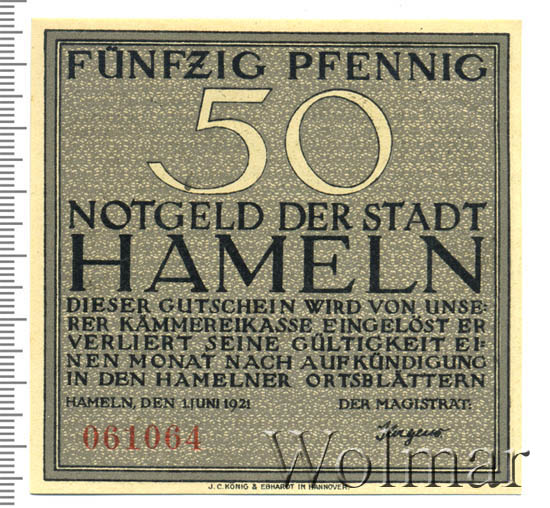 FÜNFZIG PFENNIG
50
NOTGELD DER STADT
HAMELN
DIESER GUTSCHEIN WIRD VON UNSE:
RER KÄMMEREIKASSE EINGELÖST ER
VERLIERT SEINE GÜLTIGKEIT EI:
NEN MONAT NACH AUFKÜNDIGUNG
IN DEN HAMELNER ORTSBLÄTTERN
HAMELN, DEN 1.JUNI 1921 DER MAGISTRAT:
061064
Wolmar
J. C. KÖNIG & EBHARDT IN HANNOVER.